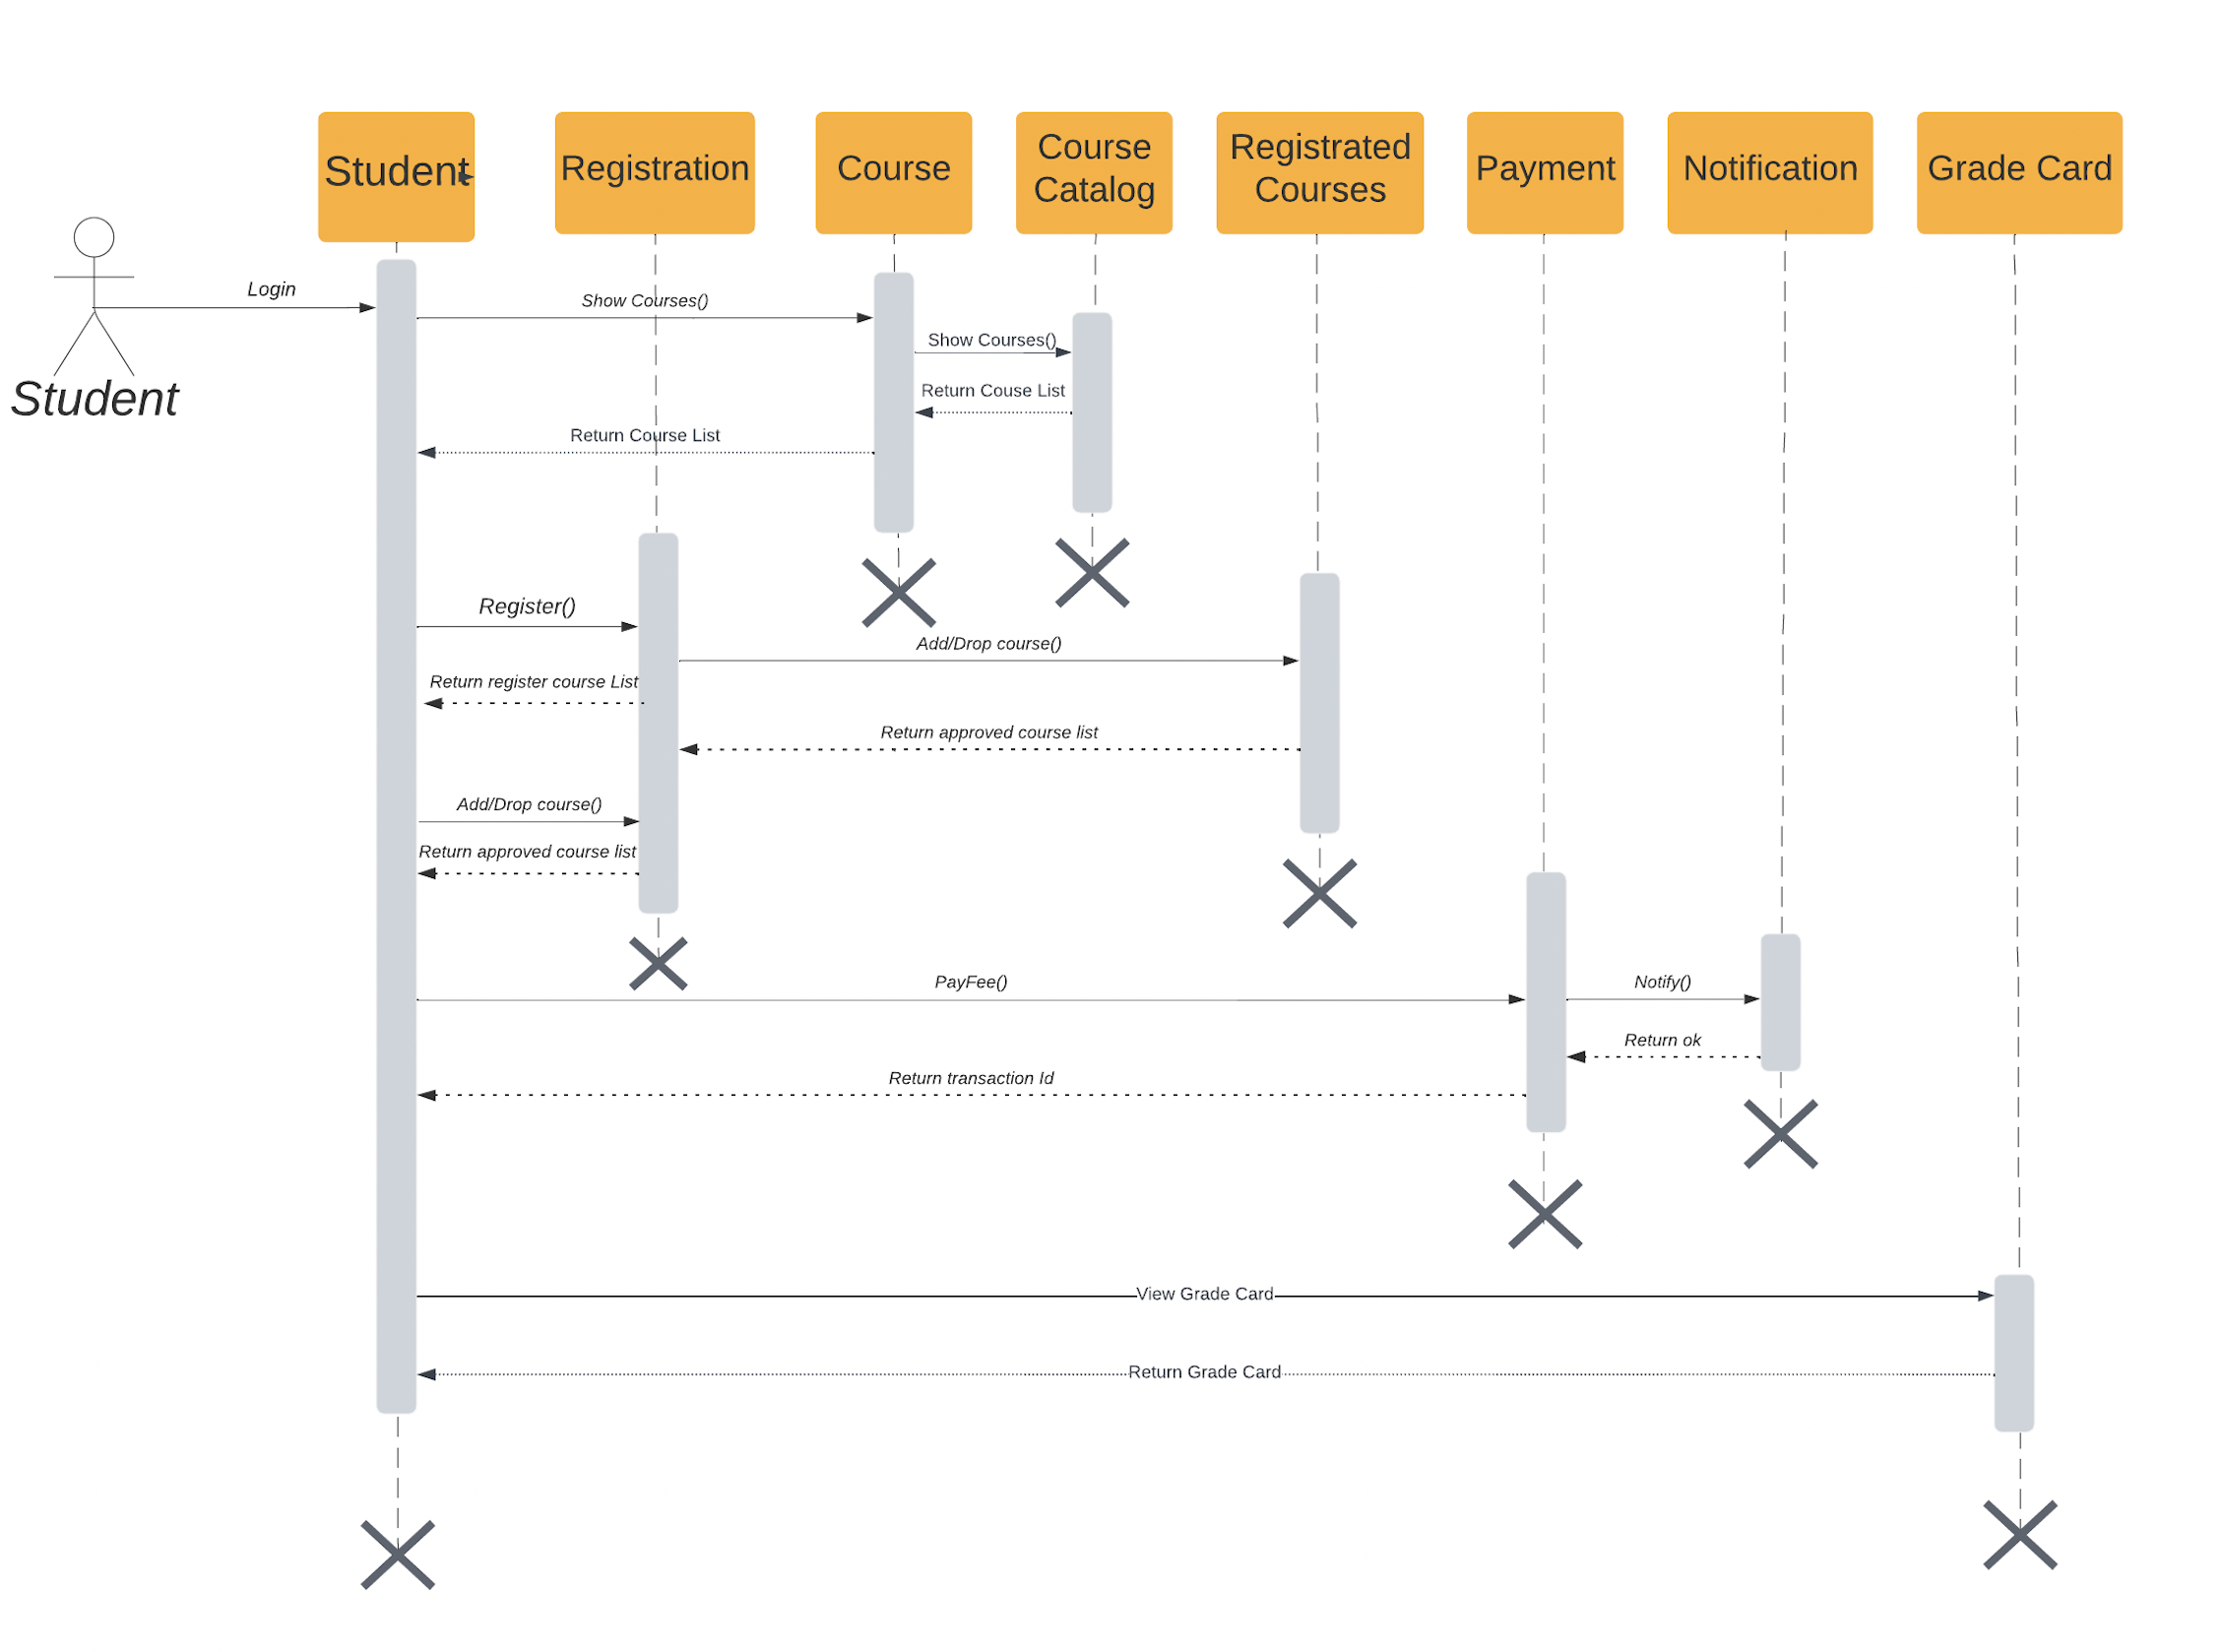 Student
Registration
Course
Course
Catalog
Registrated
Courses
Payment
Notification
Grade Card
Student
Login
Show Courses()
Show Courses()
Return Couse List
Return Course List
Register()
Add/Drop course()
Return register course List
Return approved course list
Add/Drop course()
Return approved course list
PayFee()
Notify()
Return ok
Return transaction Id
View Grade Card
Return Grade Card